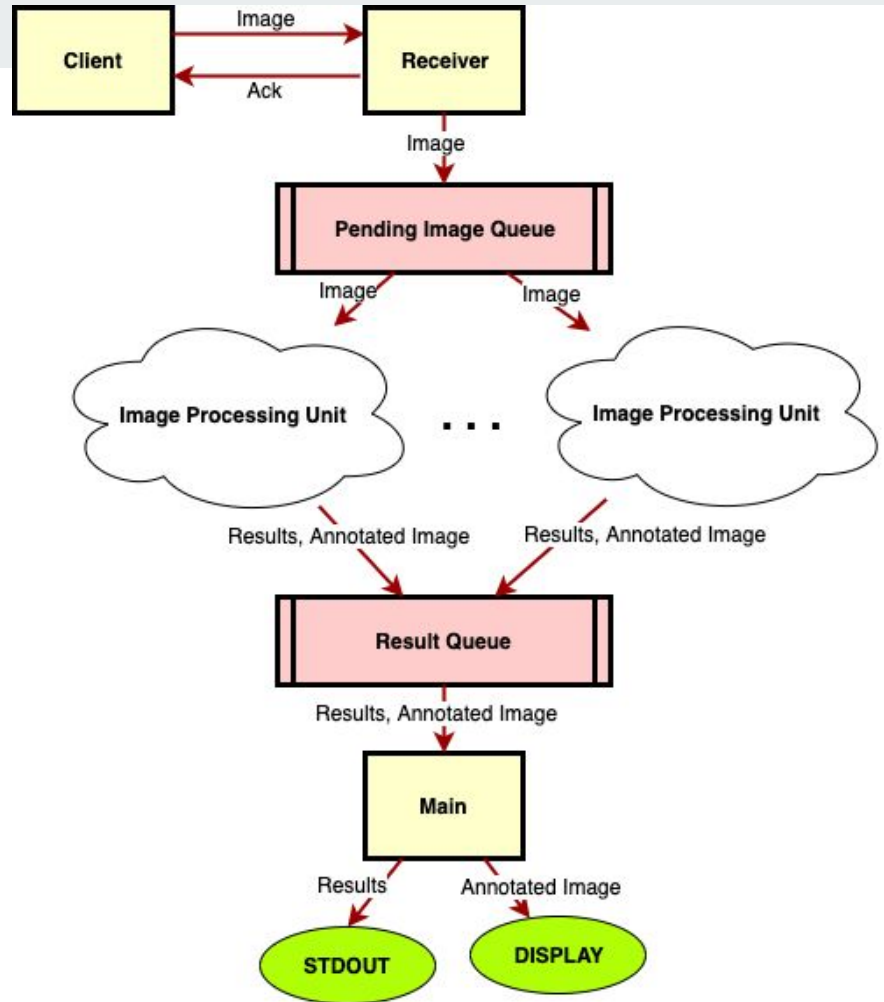 Image
Client
Receiver
Ack
Image
Pending Image Queue
Image
Image
Image Processing Unit
. . .
Image Processing Unit
Results, Annotated Image
Results, Annotated Image
Result Queue
Results, Annotated Image
Main
Results
Annotated Image
STDOUT
DISPLAY